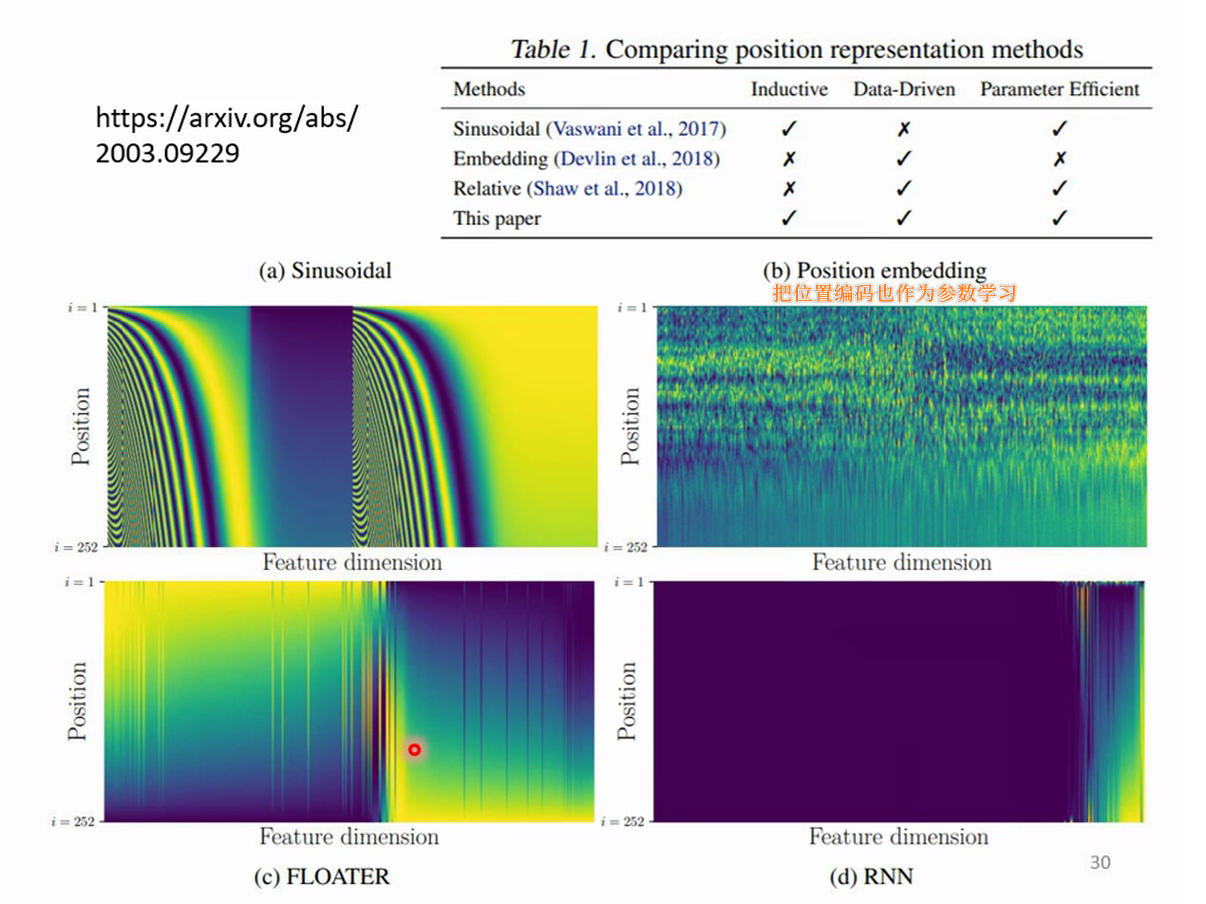 Table 1. Comparing position representation methods
https://arxiv.org/abs/
2003.09229
Methods Inductive Data-Driven Parameter Efficient
Sinusoidal (Vaswani et al., 2017) ✓ ✗ ✓
Embedding (Devlin et al., 2018) ✗ ✓ ✗
Relative (Shaw et al., 2018) ✗ ✓ ✓
This paper ✓ ✓ ✓
(a) Sinusoidal
(b) Position embedding
把位置编码也作为参数学习
i = 1
Position
i = 252
Feature dimension
i = 1
Position
i = 252
Feature dimension
i = 1
Position
i = 252
Feature dimension
(c) FLOATER
i = 1
Position
i = 252
Feature dimension
(d) RNN
30